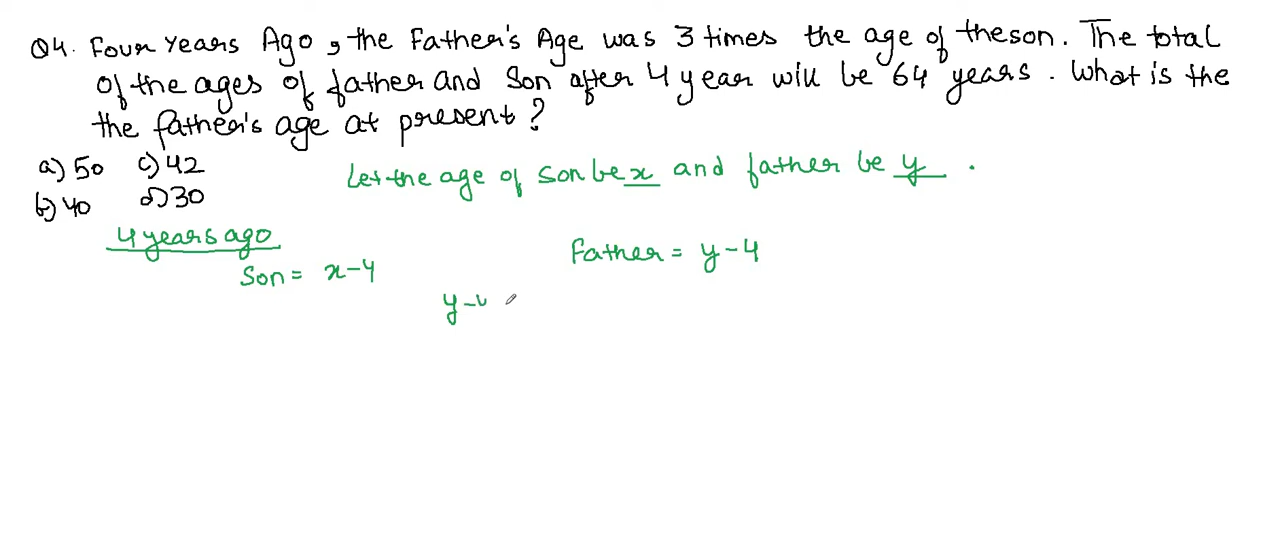 Q4. Four Years Ago, the Father's Age was 3 times the age of the son. The total
of the ages of father and Son after 4 year will be 64 years. What is the
the father's age at present?
a) 50 c) 42
b) 40 d) 30
Let the age of son be x and father be y.
4 years ago
Son = x-4 Father = y-4
y-4